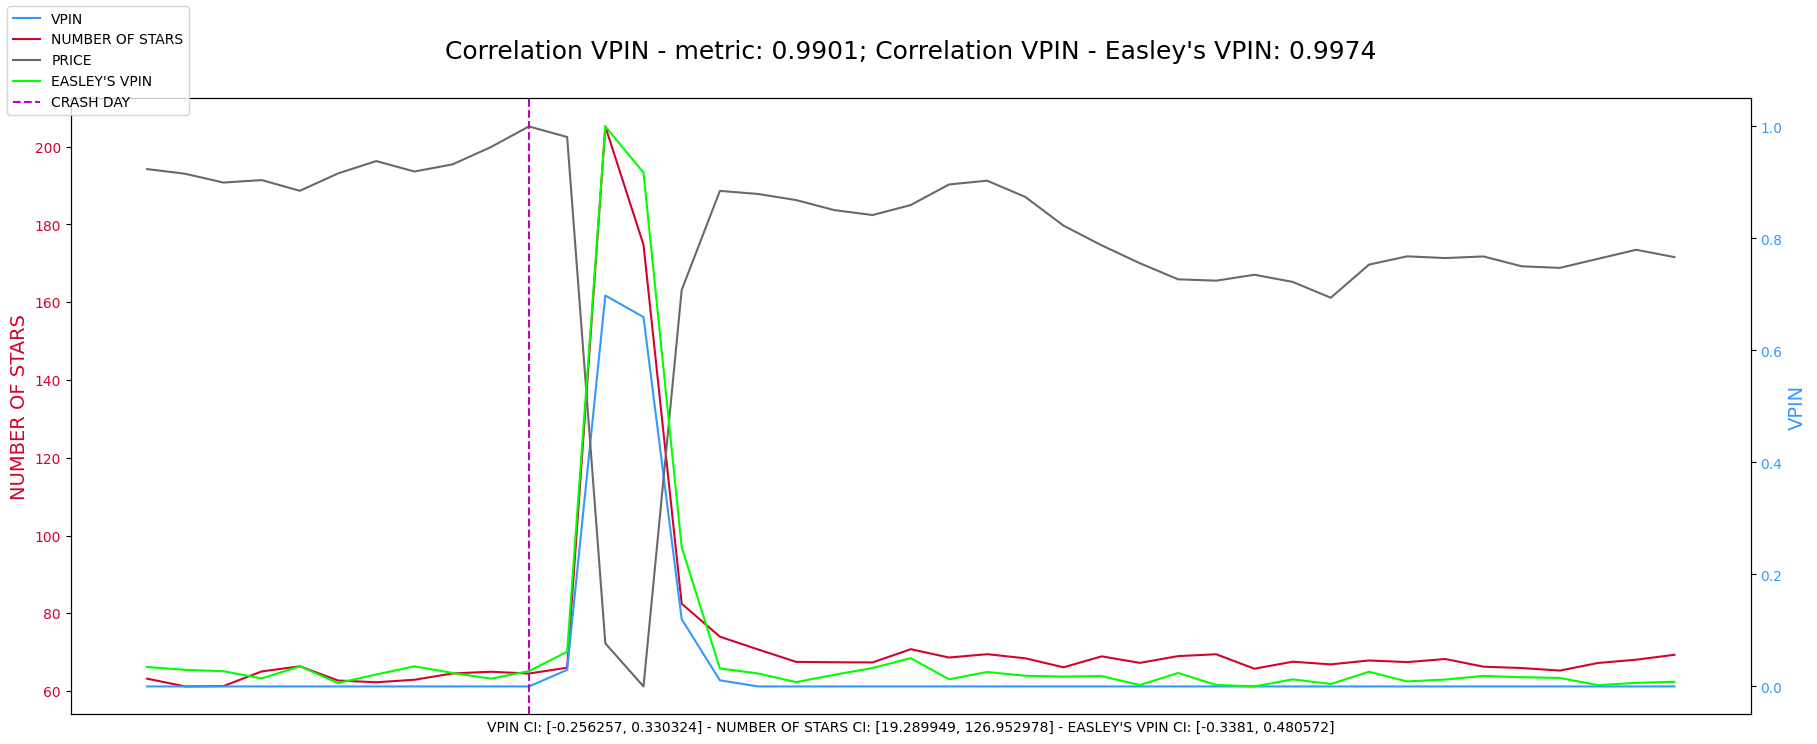 VPIN
NUMBER OF STARS
PRICE
EASLEY'S VPIN
CRASH DAY
Correlation VPIN - metric: 0.9901; Correlation VPIN - Easley's VPIN: 0.9974
NUMBER OF STARS
200
180
160
140
120
100
80
60
1.0
0.8
0.6
0.4
0.2
0.0
VPIN
VPIN CI: [-0.256257, 0.330324] - NUMBER OF STARS CI: [19.289949, 126.952978] - EASLEY'S VPIN CI: [-0.3381, 0.480572]